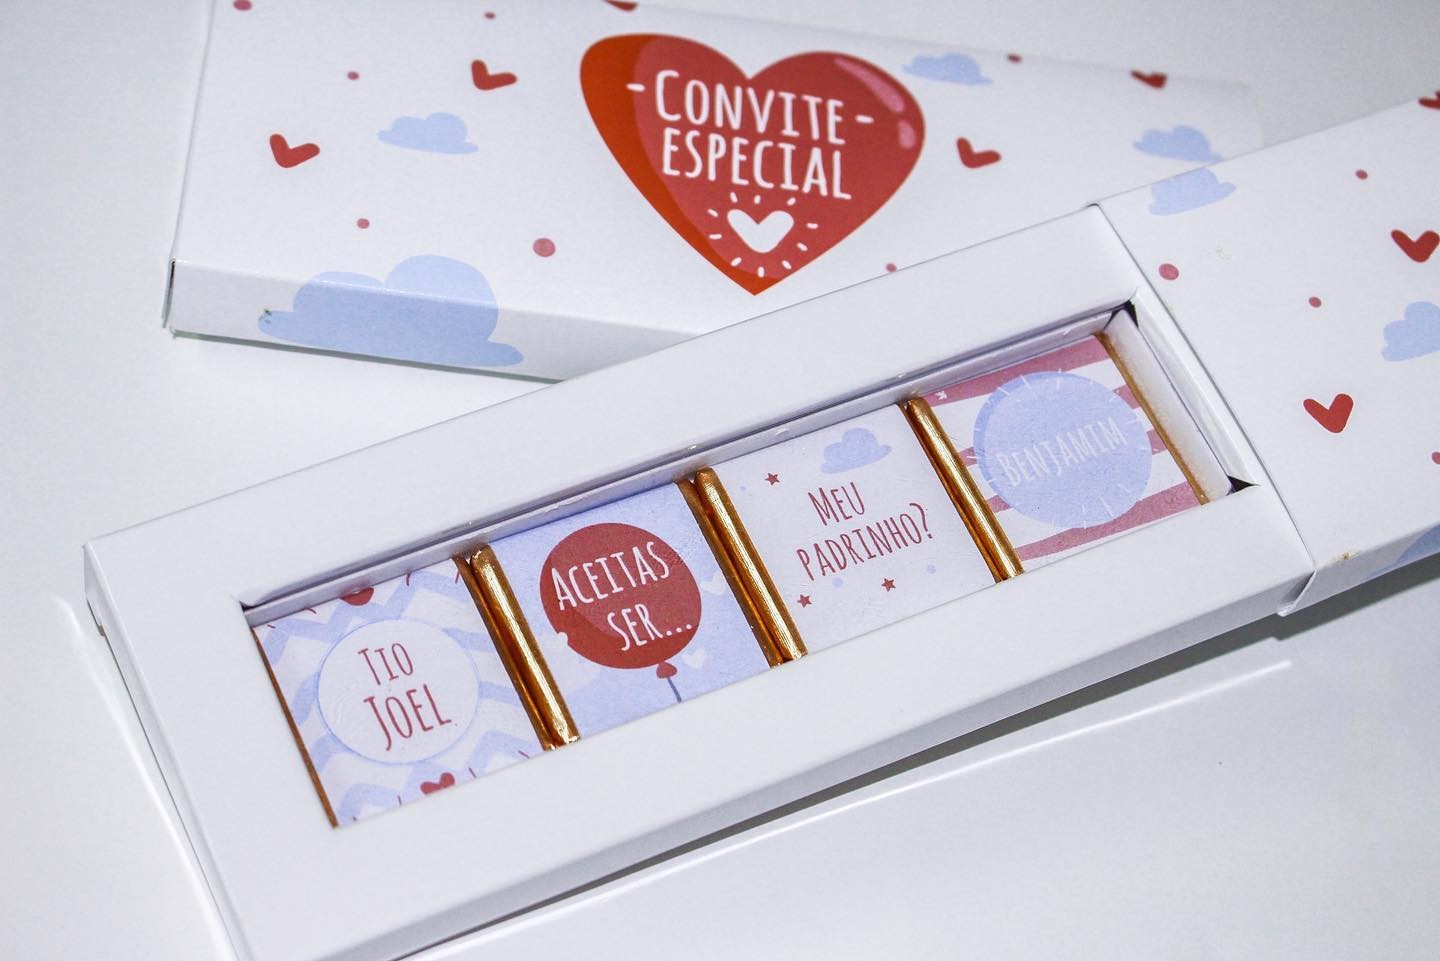 -CONVITE-
ESPECIAL
TIO
JOEL
ACEITAS
SER...
MEU
PADRINHO?
BENJAMIM